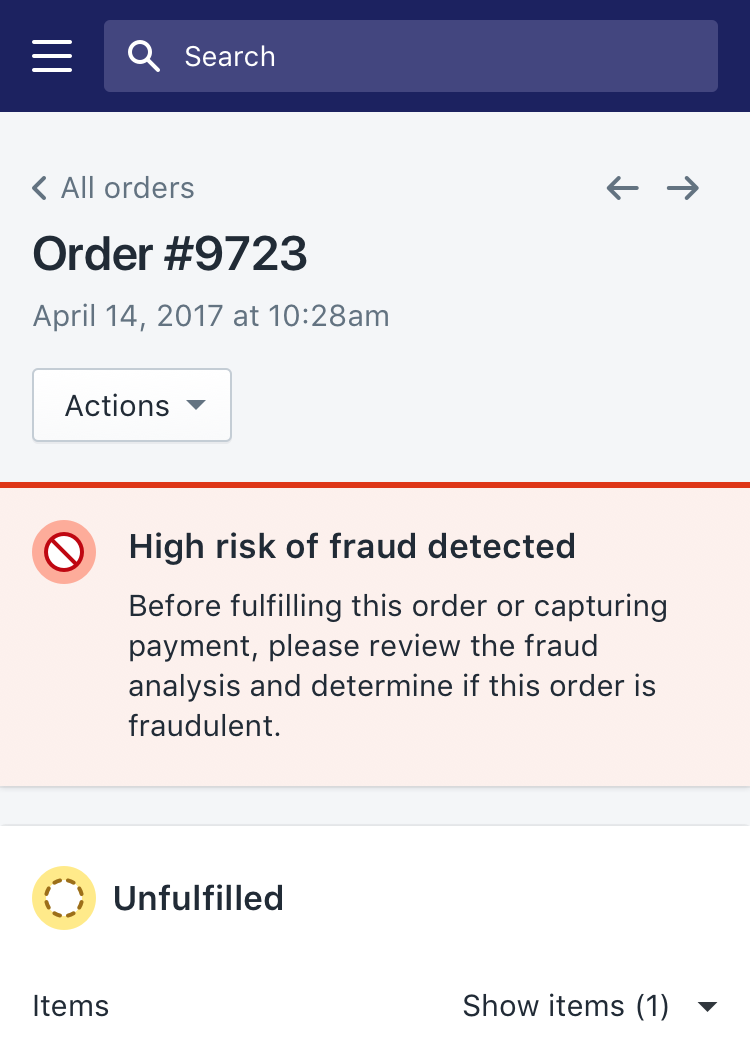 Search
All orders
Order #9723
April 14, 2017 at 10:28am
Actions
High risk of fraud detected
Before fulfilling this order or capturing
payment, please review the fraud
analysis and determine if this order is
fraudulent.
Unfulfilled
Items Show items (1)